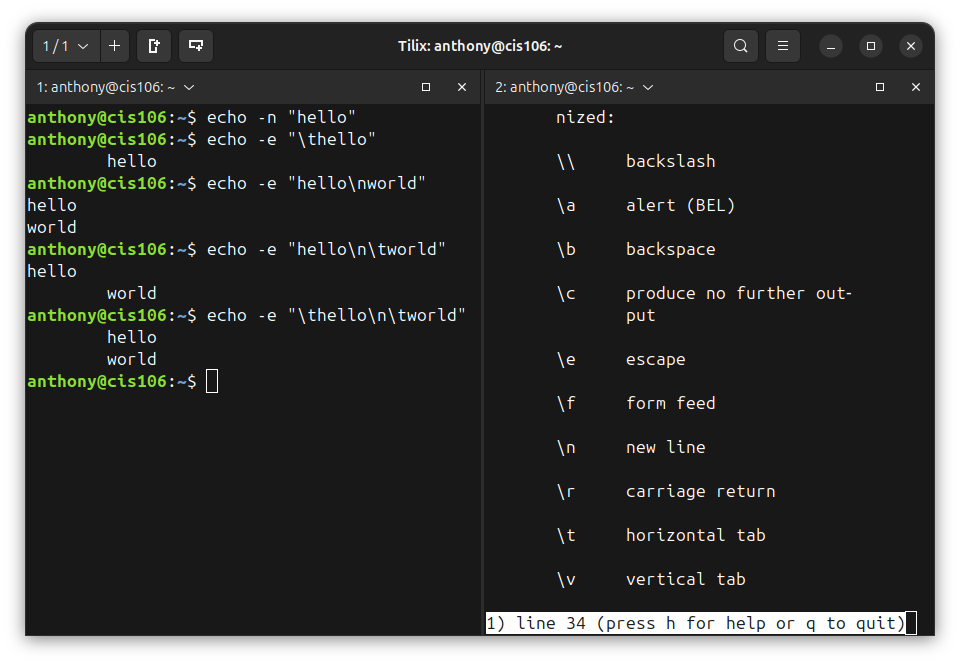 1 / 1
Tilix: anthony@cis106: ~
1: anthony@cis106: ~
anthony@cis106:~$ echo -n "hello"
anthony@cis106:~$ echo -e "\thello"
hello
anthony@cis106:~$ echo -e "hello\nworld"
hello
world
anthony@cis106:~$ echo -e "hello\n\tworld"
hello
world
anthony@cis106:~$ echo -e "\thello\n\tworld"
hello
world
anthony@cis106:~$
2: anthony@cis106: ~
nized:
\\ backslash
\a alert (BEL)
\b backspace
\c produce no further out-
put
\e escape
\f form feed
\n new line
\r carriage return
\t horizontal tab
\v vertical tab
1) line 34 (press h for help or q to quit)